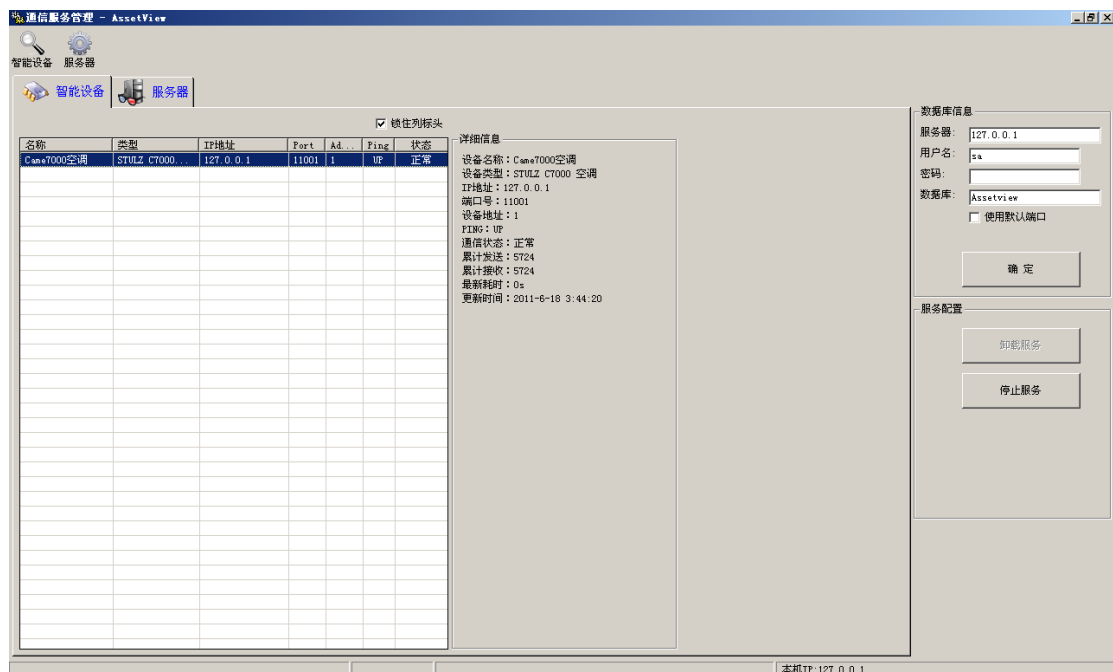 通信服务管理 - AssetView
智能设备 服务器
智能设备 服务器
锁住列标头
名称 类型 IP地址 Port Ad... Ping 状态
Came7000空调 STULZ C7000... 127.0.0.1 11001 1 UP 正常
详细信息
设备名称：Came7000空调
设备类型：STULZ C7000 空调
IP地址：127.0.0.1
端口号：11001
设备地址：1
PING：UP
通信状态：正常
累计发送：5724
累计接收：5724
最新耗时：0s
更新时间：2011-6-18 3:44:20
数据库信息
服务器: 127.0.0.1
用户名: sa
密码:
数据库: Assetview
使用默认端口
确 定
服务配置
卸载服务
停止服务
本机IP:127.0.0.1